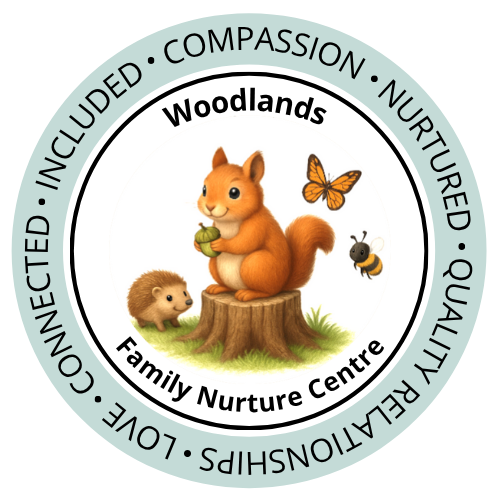 Woodlands
Family Nurture Centre
COMPASSION • NURTURED • QUALITY RELATIONSHIPS • LOVE • CONNECTED • INCLUDED •